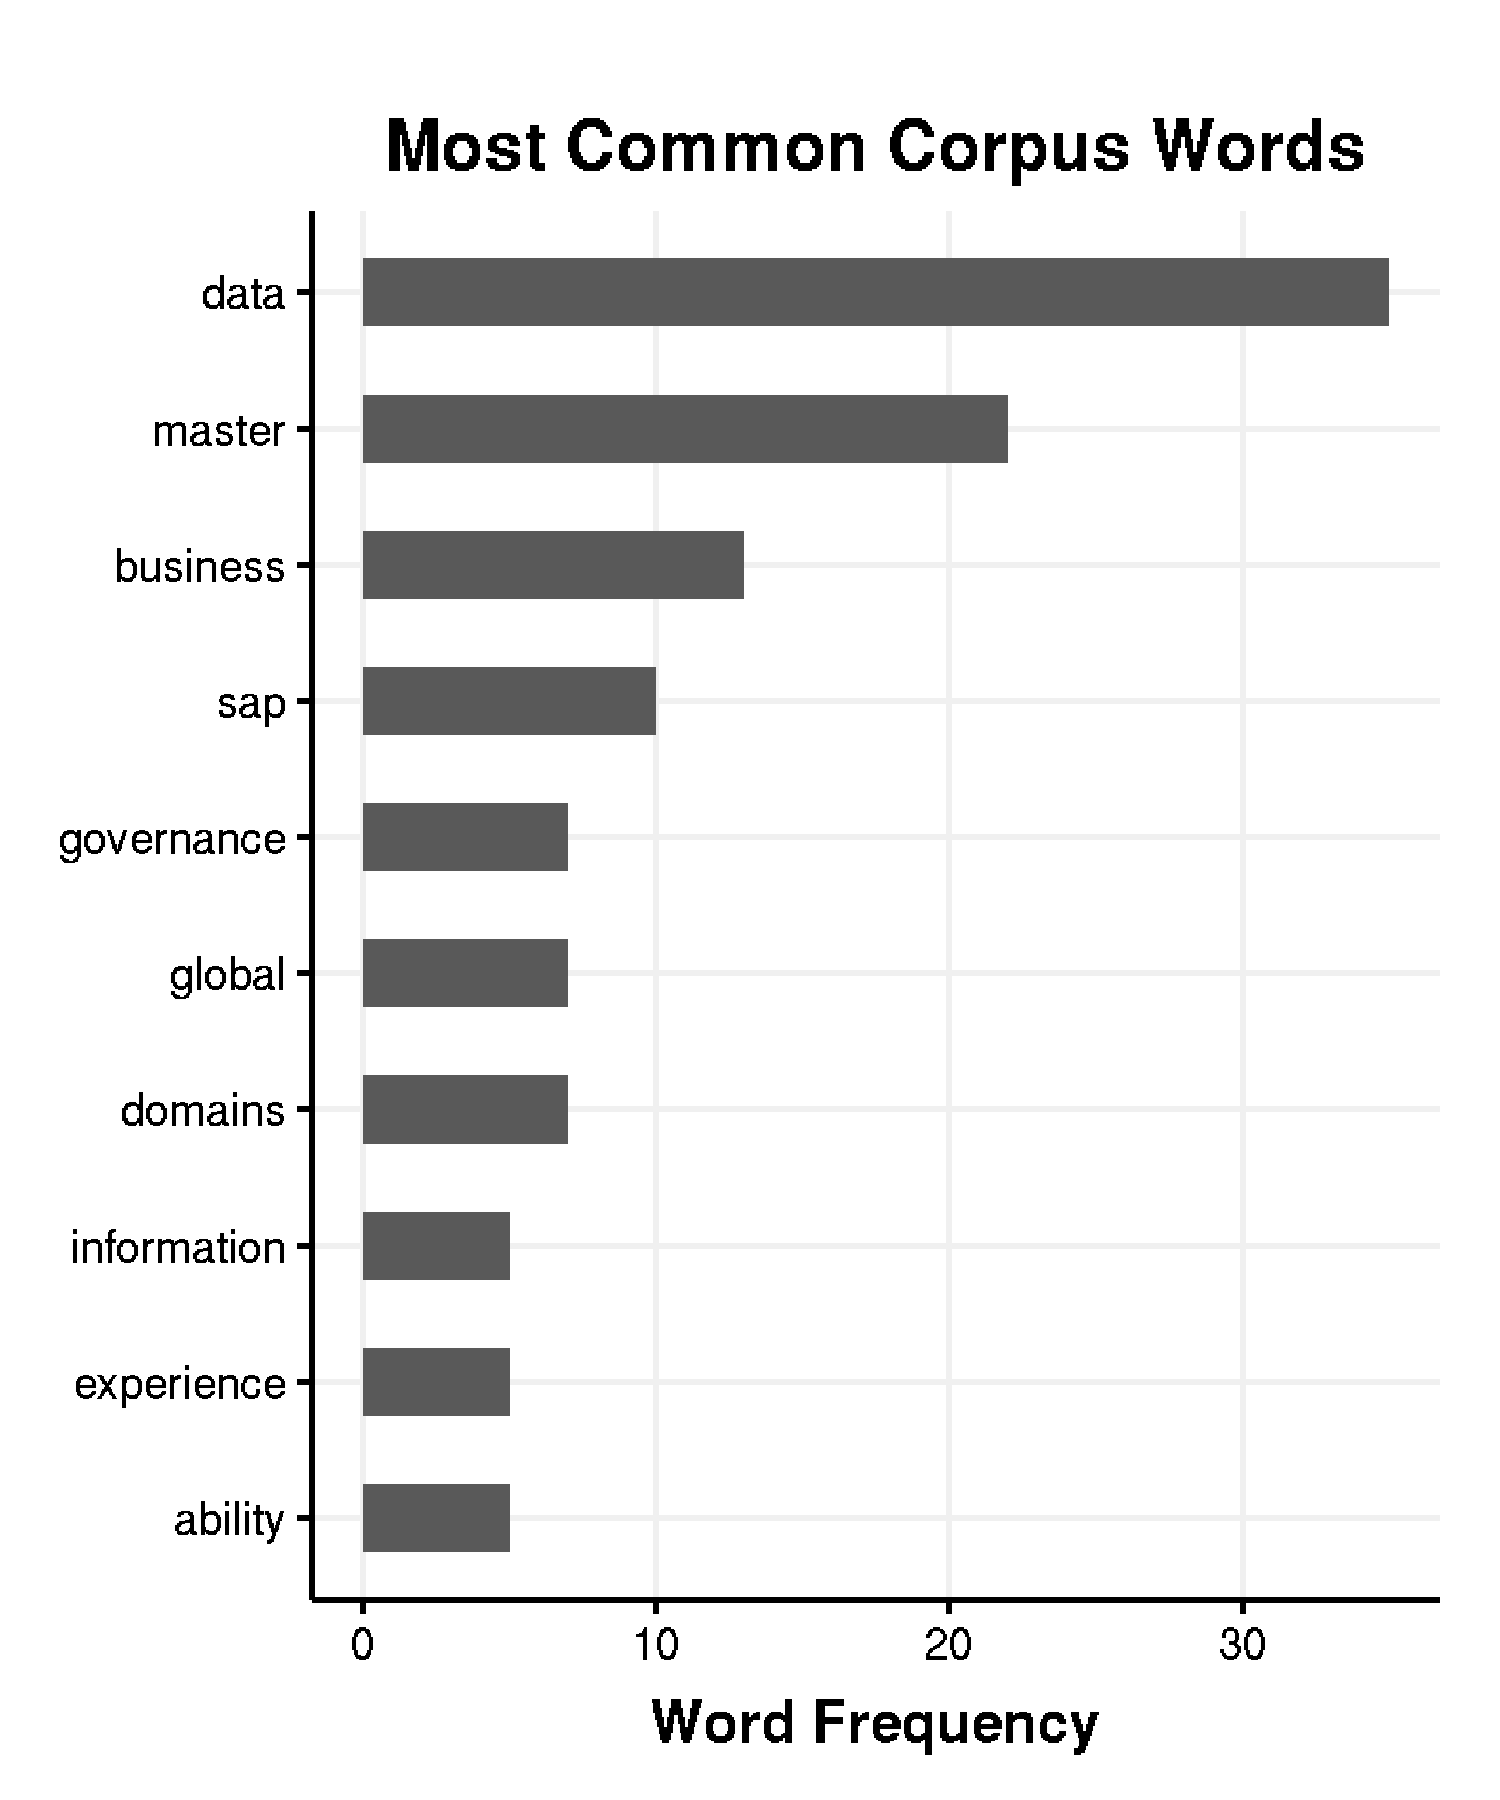 Most Common Corpus Words
data
master
business
sap
governance
global
domains
information
experience
ability
0 10 20 30
Word Frequency